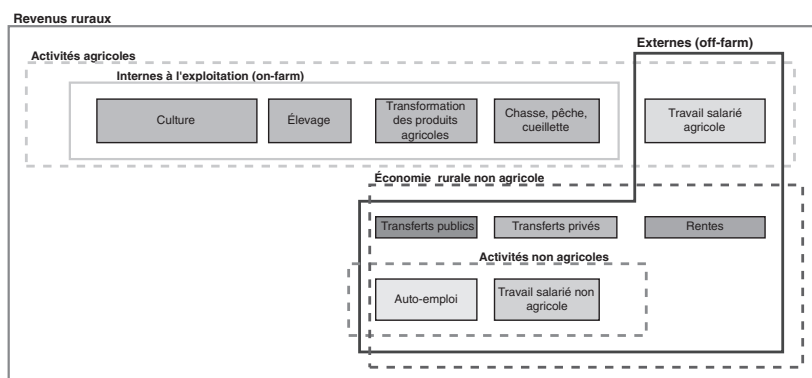 Revenus ruraux
Externes (off-farm)
Activités agricoles
Internes à l'exploitation (on-farm)
Culture
Élevage
Transformation
des produits
agricoles
Chasse, pêche,
cueillette
Travail salarié
agricole
Économie rurale non agricole
Transferts publics
Transferts privés
Rentes
Activités non agricoles
Auto-emploi
Travail salarié non
agricole